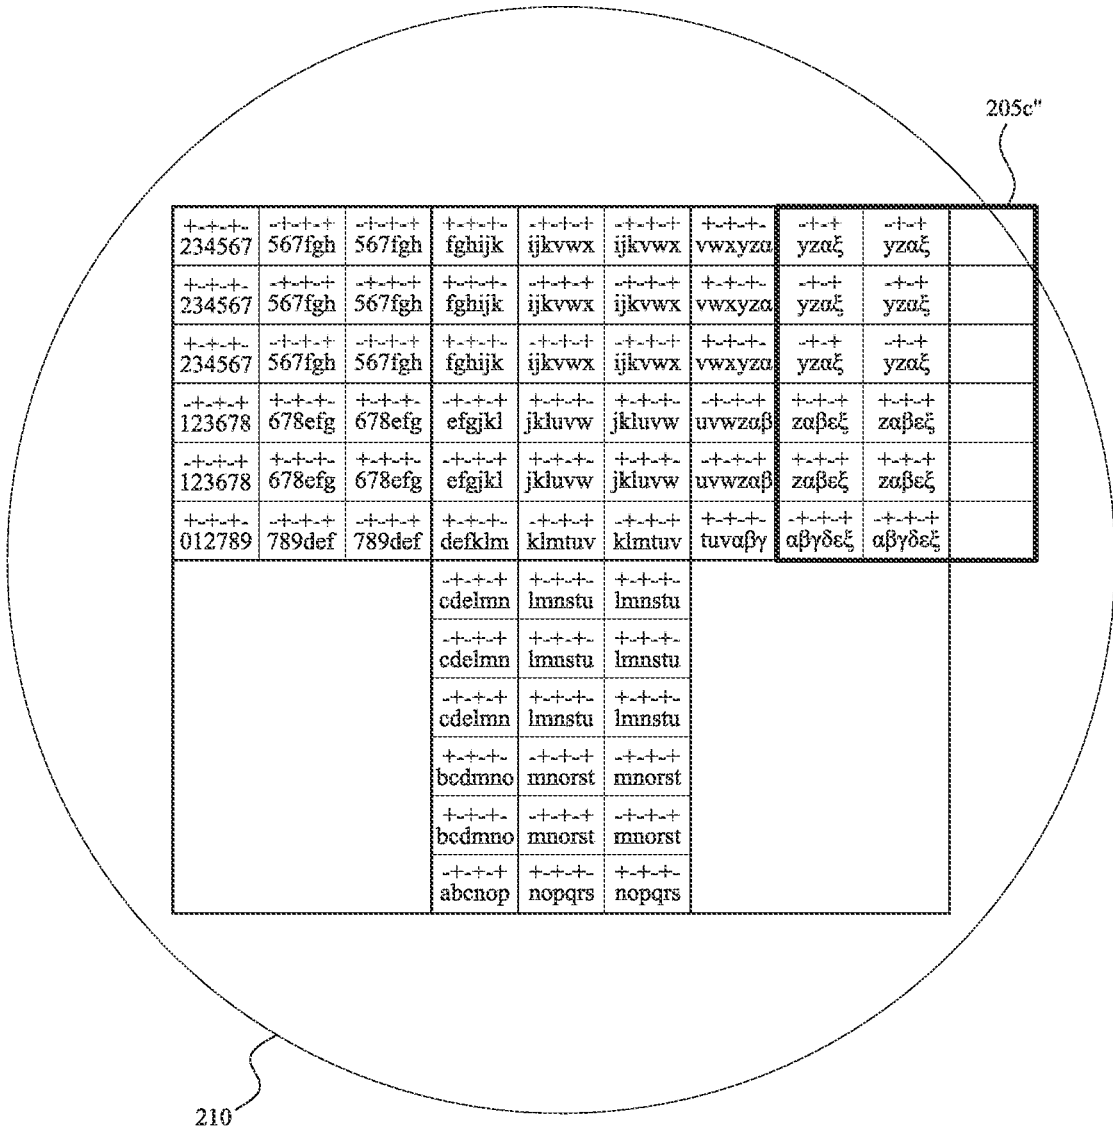 205c"
+-+-+- -+-+-+ -+-+-+ +-+-+- -+-+-+ -+-+-+ +-+-+- -+-+ -+-+
234567 567fgh 567fgh fghijk ijkvwx ijkvwx vwxyzα yzαξ yzαξ
+-+-+- -+-+-+ -+-+-+ +-+-+- -+-+-+ -+-+-+ +-+-+- -+-+ -+-+
234567 567fgh 567fgh fghijk ijkvwx ijkvwx vwxyzα yzαξ yzαξ
+-+-+- -+-+-+ -+-+-+ +-+-+- -+-+-+ -+-+-+ +-+-+- -+-+ -+-+
234567 567fgh 567fgh fghijk ijkvwx ijkvwx vwxyzα yzαξ yzαξ
-+-+-+ +-+-+- +-+-+- -+-+-+ +-+-+- +-+-+- -+-+-+ +-+-+ +-+-+
123678 678efg 678efg efgjkl jkluvw jkluvw uvwzαβ zαβεξ zαβεξ
-+-+-+ +-+-+- +-+-+- -+-+-+ +-+-+- +-+-+- -+-+-+ +-+-+ +-+-+
123678 678efg 678efg efgjkl jkluvw jkluvw uvwzαβ zαβεξ zαβεξ
+-+-+- -+-+-+ -+-+-+ +-+-+- -+-+-+ -+-+-+ +-+-+- -+-+-+ -+-+-+
012789 789def 789def defklm klmtuv klmtuv tuvαβγ αβγδεξ αβγδεξ
-+-+-+ +-+-+- +-+-+-
cdelmn lmnstu lmnstu
-+-+-+ +-+-+- +-+-+-
cdelmn lmnstu lmnstu
-+-+-+ +-+-+- +-+-+-
cdelmn lmnstu lmnstu
+-+-+- -+-+-+ -+-+-+
bcdmno mnorst mnorst
+-+-+- -+-+-+ -+-+-+
bcdmno mnorst mnorst
-+-+-+ +-+-+- +-+-+-
abcnop nopqrs nopqrs
210